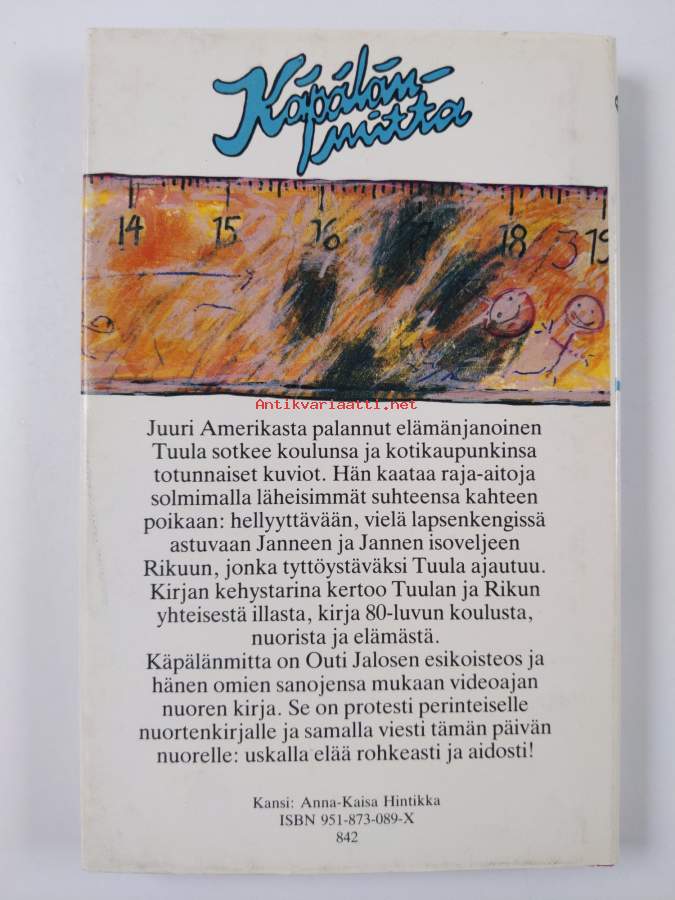 Käpälän-
mitta
14 15 16 17 18 19
3
Antikvariaatti.net
Juuri Amerikasta palannut elämänjanoinen
Tuula sotkee koulunsa ja kotikaupunkinsa
totunnaiset kuviot. Hän kaataa raja-aitoja
solmimalla läheisimmät suhteensa kahteen
poikaan: hellyyttävään, vielä lapsenkengissä
astuvaan Janneen ja Jannen isoveljeen
Rikuun, jonka tyttöystäväksi Tuula ajautuu.
Kirjan kehystarina kertoo Tuulan ja Rikun
yhteisestä illasta, kirja 80-luvun koulusta,
nuorista ja elämästä.
Käpälänmitta on Outi Jalosen esikoisteos ja
hänen omien sanojensa mukaan videoajan
nuoren kirja. Se on protesti perinteiselle
nuortenkirjalle ja samalla viesti tämän päivän
nuorelle: uskalla elää rohkeasti ja aidosti!
Kansi: Anna-Kaisa Hintikka
ISBN 951-873-089-X
842